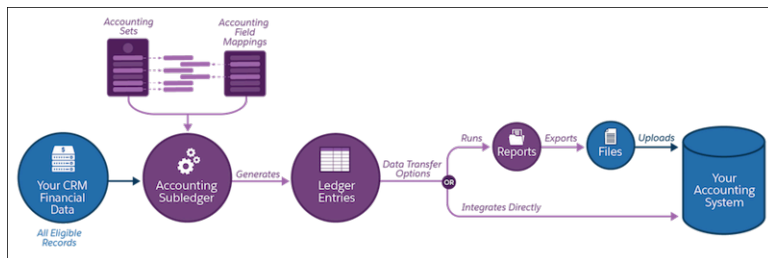 Accounting
Sets
Accounting
Field
Mappings
$
Your CRM
Financial
Data
All Eligible
Records
Accounting
Subledger
Generates
Ledger
Entries
Data Transfer
Options
OR
Runs
Reports
Exports
Files
Uploads
Integrates Directly
Your
Accounting
System